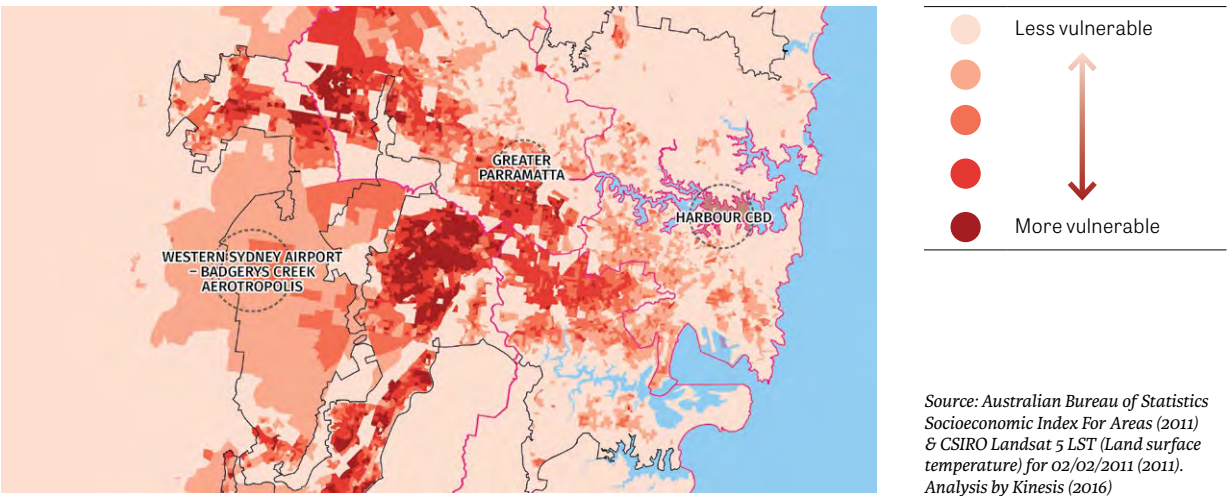 GREATER
PARRAMATTA
HARBOUR CBD
WESTERN SYDNEY AIRPORT
– BADGERYS CREEK
AEROTROPOLIS
Less vulnerable
More vulnerable
Source: Australian Bureau of Statistics
Socioeconomic Index For Areas (2011)
& CSIRO Landsat 5 LST (Land surface
temperature) for 02/02/2011 (2011).
Analysis by Kinesis (2016)